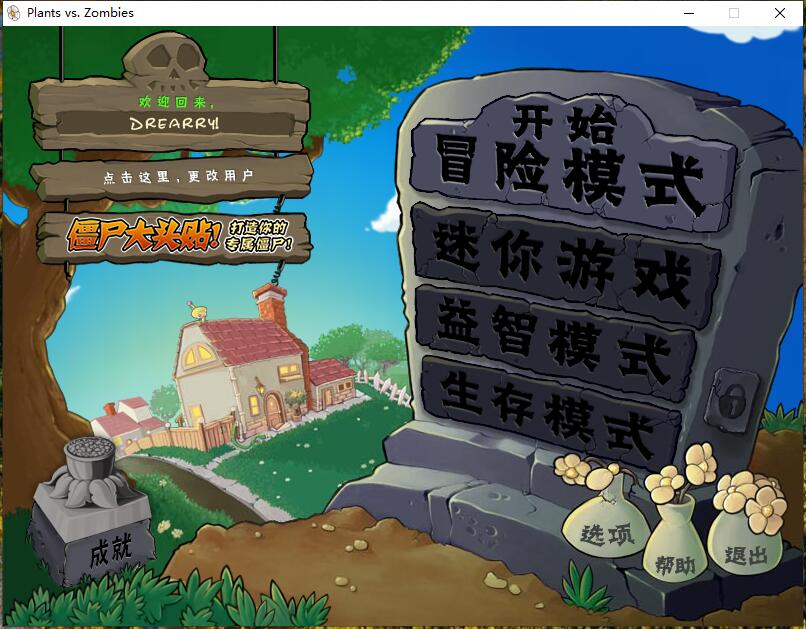 Plants vs. Zombies
欢迎回来，
DREARRY!
点击这里，更改用户
僵尸大头贴！
打造你的
专属僵尸！
开始
冒险模式
迷你游戏
益智模式
生存模式
成就
选项
帮助
退出